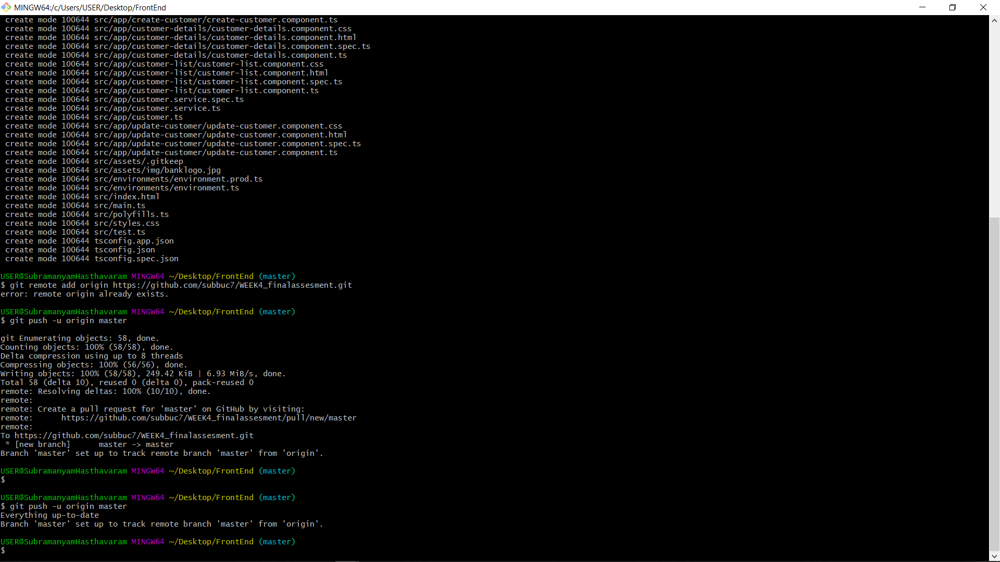 MINGW64:/c/Users/USER/Desktop/FrontEnd
create mode 100644 src/app/create-customer/create-customer.component.ts
create mode 100644 src/app/customer-details/customer-details.component.css
create mode 100644 src/app/customer-details/customer-details.component.html
create mode 100644 src/app/customer-details/customer-details.component.spec.ts
create mode 100644 src/app/customer-details/customer-details.component.ts
create mode 100644 src/app/customer-list/customer-list.component.css
create mode 100644 src/app/customer-list/customer-list.component.html
create mode 100644 src/app/customer-list/customer-list.component.spec.ts
create mode 100644 src/app/customer-list/customer-list.component.ts
create mode 100644 src/app/customer.service.spec.ts
create mode 100644 src/app/customer.service.ts
create mode 100644 src/app/customer.ts
create mode 100644 src/app/update-customer/update-customer.component.css
create mode 100644 src/app/update-customer/update-customer.component.html
create mode 100644 src/app/update-customer/update-customer.component.spec.ts
create mode 100644 src/app/update-customer/update-customer.component.ts
create mode 100644 src/assets/.gitkeep
create mode 100644 src/assets/img/banklogo.jpg
create mode 100644 src/environments/environment.prod.ts
create mode 100644 src/environments/environment.ts
create mode 100644 src/index.html
create mode 100644 src/main.ts
create mode 100644 src/polyfills.ts
create mode 100644 src/styles.css
create mode 100644 src/test.ts
create mode 100644 tsconfig.app.json
create mode 100644 tsconfig.json
create mode 100644 tsconfig.spec.json
USER@SubramanyamHasthavaram MINGW64 ~/Desktop/FrontEnd (master)
$ git remote add origin https://github.com/subbuc7/WEEK4_finalassesment.git
error: remote origin already exists.
USER@SubramanyamHasthavaram MINGW64 ~/Desktop/FrontEnd (master)
$ git push -u origin master
git Enumerating objects: 58, done.
Counting objects: 100% (58/58), done.
Delta compression using up to 8 threads
Compressing objects: 100% (56/56), done.
Writing objects: 100% (58/58), 249.42 KiB | 6.93 MiB/s, done.
Total 58 (delta 10), reused 0 (delta 0), pack-reused 0
remote: Resolving deltas: 100% (10/10), done.
remote:
remote: Create a pull request for 'master' on GitHub by visiting:
remote:      https://github.com/subbuc7/WEEK4_finalassesment/pull/new/master
remote:
To https://github.com/subbuc7/WEEK4_finalassesment.git
* [new branch]      master -> master
Branch 'master' set up to track remote branch 'master' from 'origin'.
USER@SubramanyamHasthavaram MINGW64 ~/Desktop/FrontEnd (master)
$
USER@SubramanyamHasthavaram MINGW64 ~/Desktop/FrontEnd (master)
$ git push -u origin master
Everything up-to-date
Branch 'master' set up to track remote branch 'master' from 'origin'.
USER@SubramanyamHasthavaram MINGW64 ~/Desktop/FrontEnd (master)
$